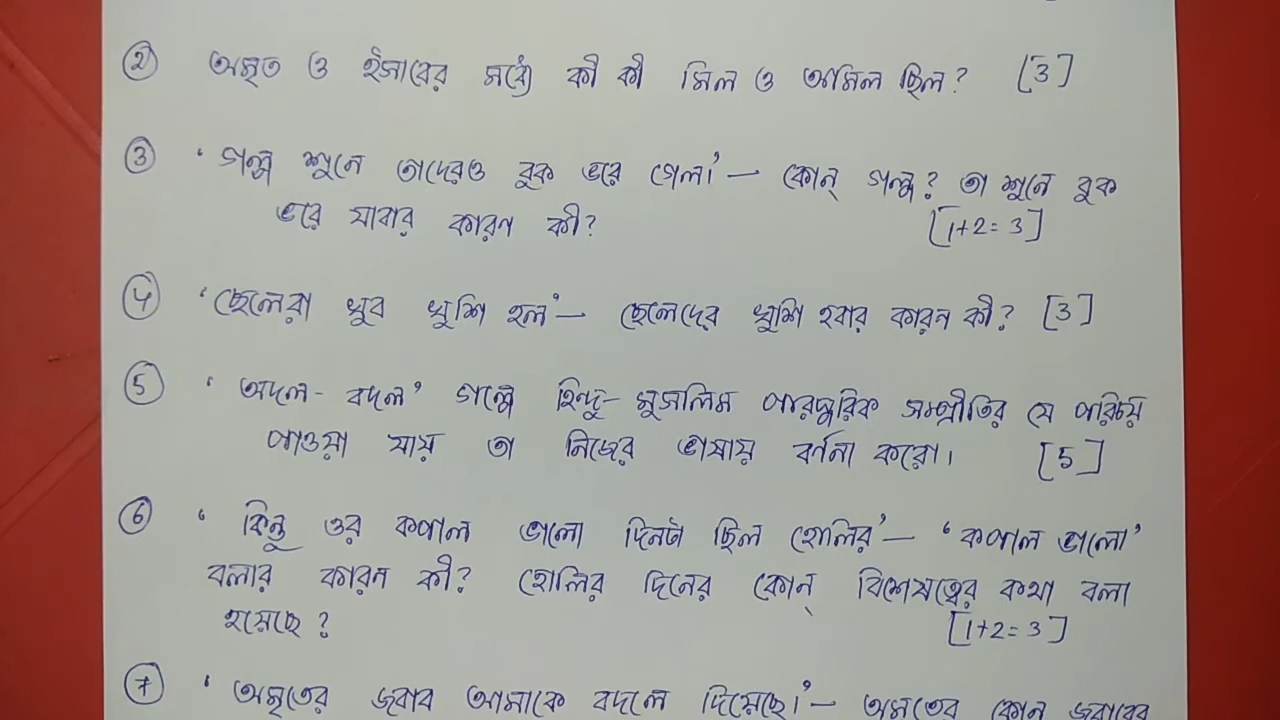 ② অমৃত ও ইসাবের মধ্যে কী কী মিল ও অমিল ছিল? [3]
③ 'গল্প শুনে তাদেরও বুক ভরে গেল।' — কোন্ গল্প? তা শুনে বুক
ভরে যাবার কারণ কী? [1+2=3]
④ 'ছেলেরা খুব খুশি হল' — ছেলেদের খুশি হবার কারন কী? [3]
⑤ 'অদল-বদল' গল্পে হিন্দু-মুসলিম পারস্পরিক সম্প্রীতির যে পরিচয়
পাওয়া যায় তা নিজের ভাষায় বর্ণনা করো। [5]
⑥ 'কিন্তু ওর কপাল ভালো দিনটা ছিল হোলির' — 'কপাল ভালো'
বলার কারন কী? হোলির দিনের কোন্ বিশেষত্বের কথা বলা
হয়েছে? [1+2=3]
⑦ 'অমৃতের জবাব আমাকে বদলে দিয়েছে।' — অমৃতের কোন জবাবের